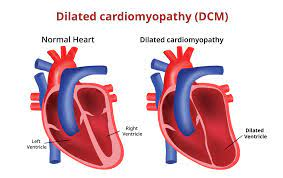 Dilated cardiomyopathy (DCM)
Normal Heart
Dilated cardiomyopathy
Left
Ventricle
Right
Ventricle
Dilated
Ventricle